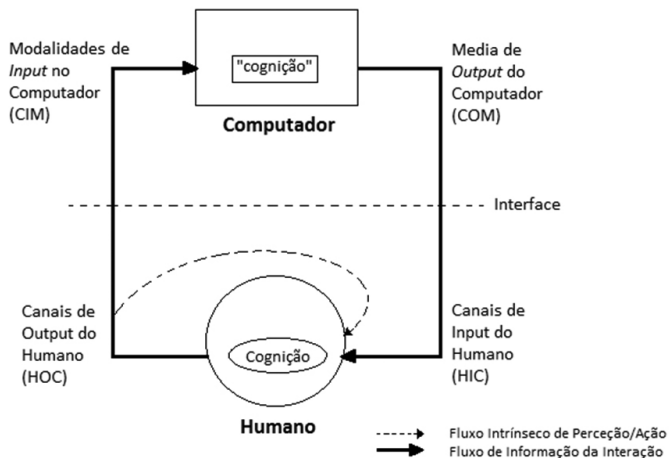 Modalidades de
Input no
Computador
(CIM)
"cognição"
Computador
Media de
Output do
Computador
(COM)
Interface
Canais de
Output do
Humano
(HOC)
Cognição
Humano
Canais de
Input do
Humano
(HIC)
Fluxo Intrínseco de Perceção/Ação
Fluxo de Informação da Interação